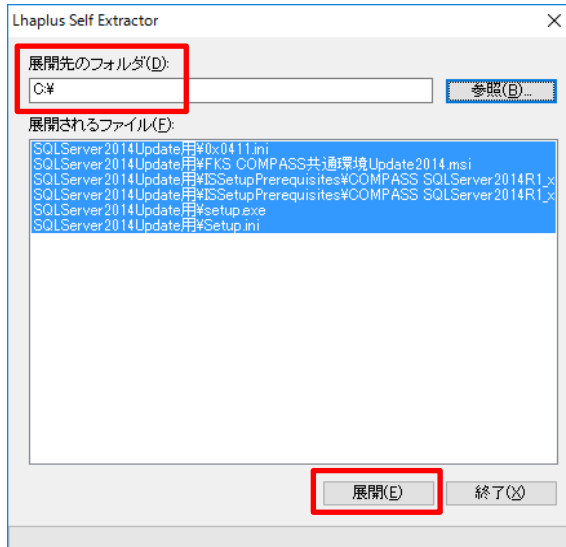 Lhaplus Self Extractor
展開先のフォルダ(D):
C:¥
参照(B)...
展開されるファイル(F):
SQLServer2014Update用¥0x0411.ini
SQLServer2014Update用¥FKS COMPASS共通環境Update2014.msi
SQLServer2014Update用¥ISSetupPrerequisites¥COMPASS SQLServer2014R1_x
SQLServer2014Update用¥ISSetupPrerequisites¥COMPASS SQLServer2014R1_x
SQLServer2014Update用¥setup.exe
SQLServer2014Update用¥Setup.ini
展開(E)
終了(X)